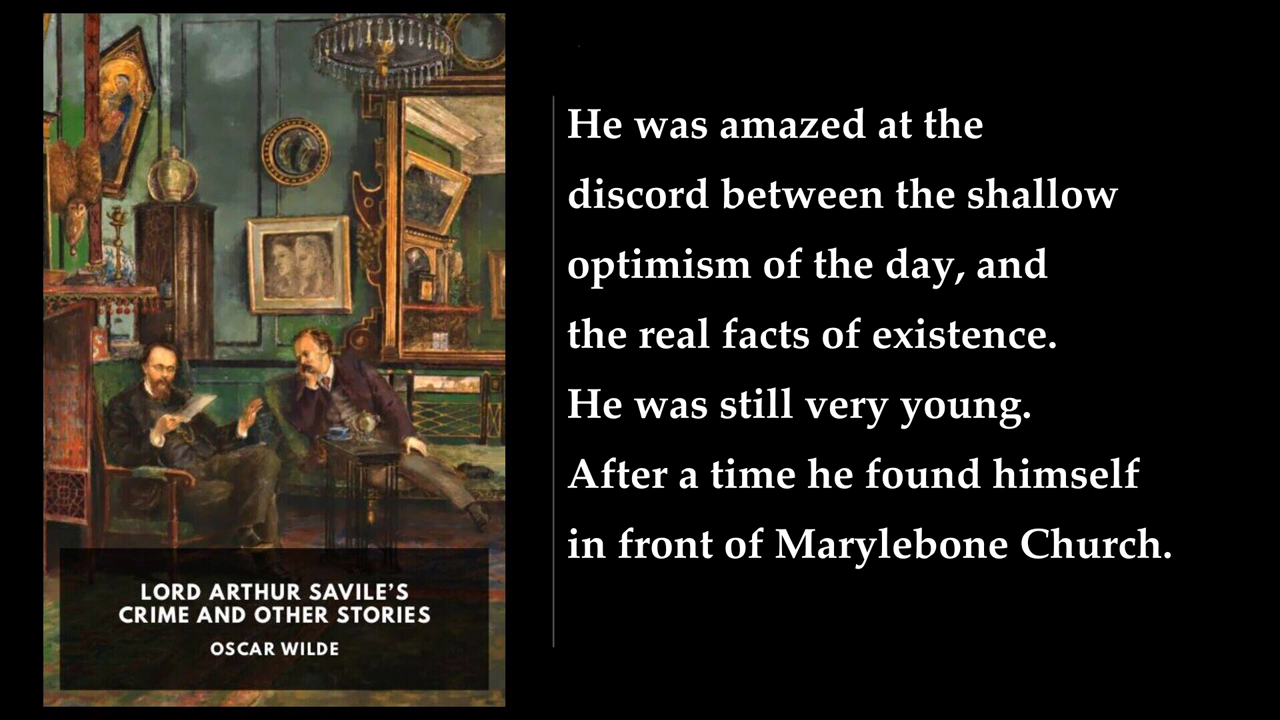 LORD ARTHUR SAVILE’S
CRIME AND OTHER STORIES
OSCAR WILDE
He was amazed at the
discord between the shallow
optimism of the day, and
the real facts of existence.
He was still very young.
After a time he found himself
in front of Marylebone Church.